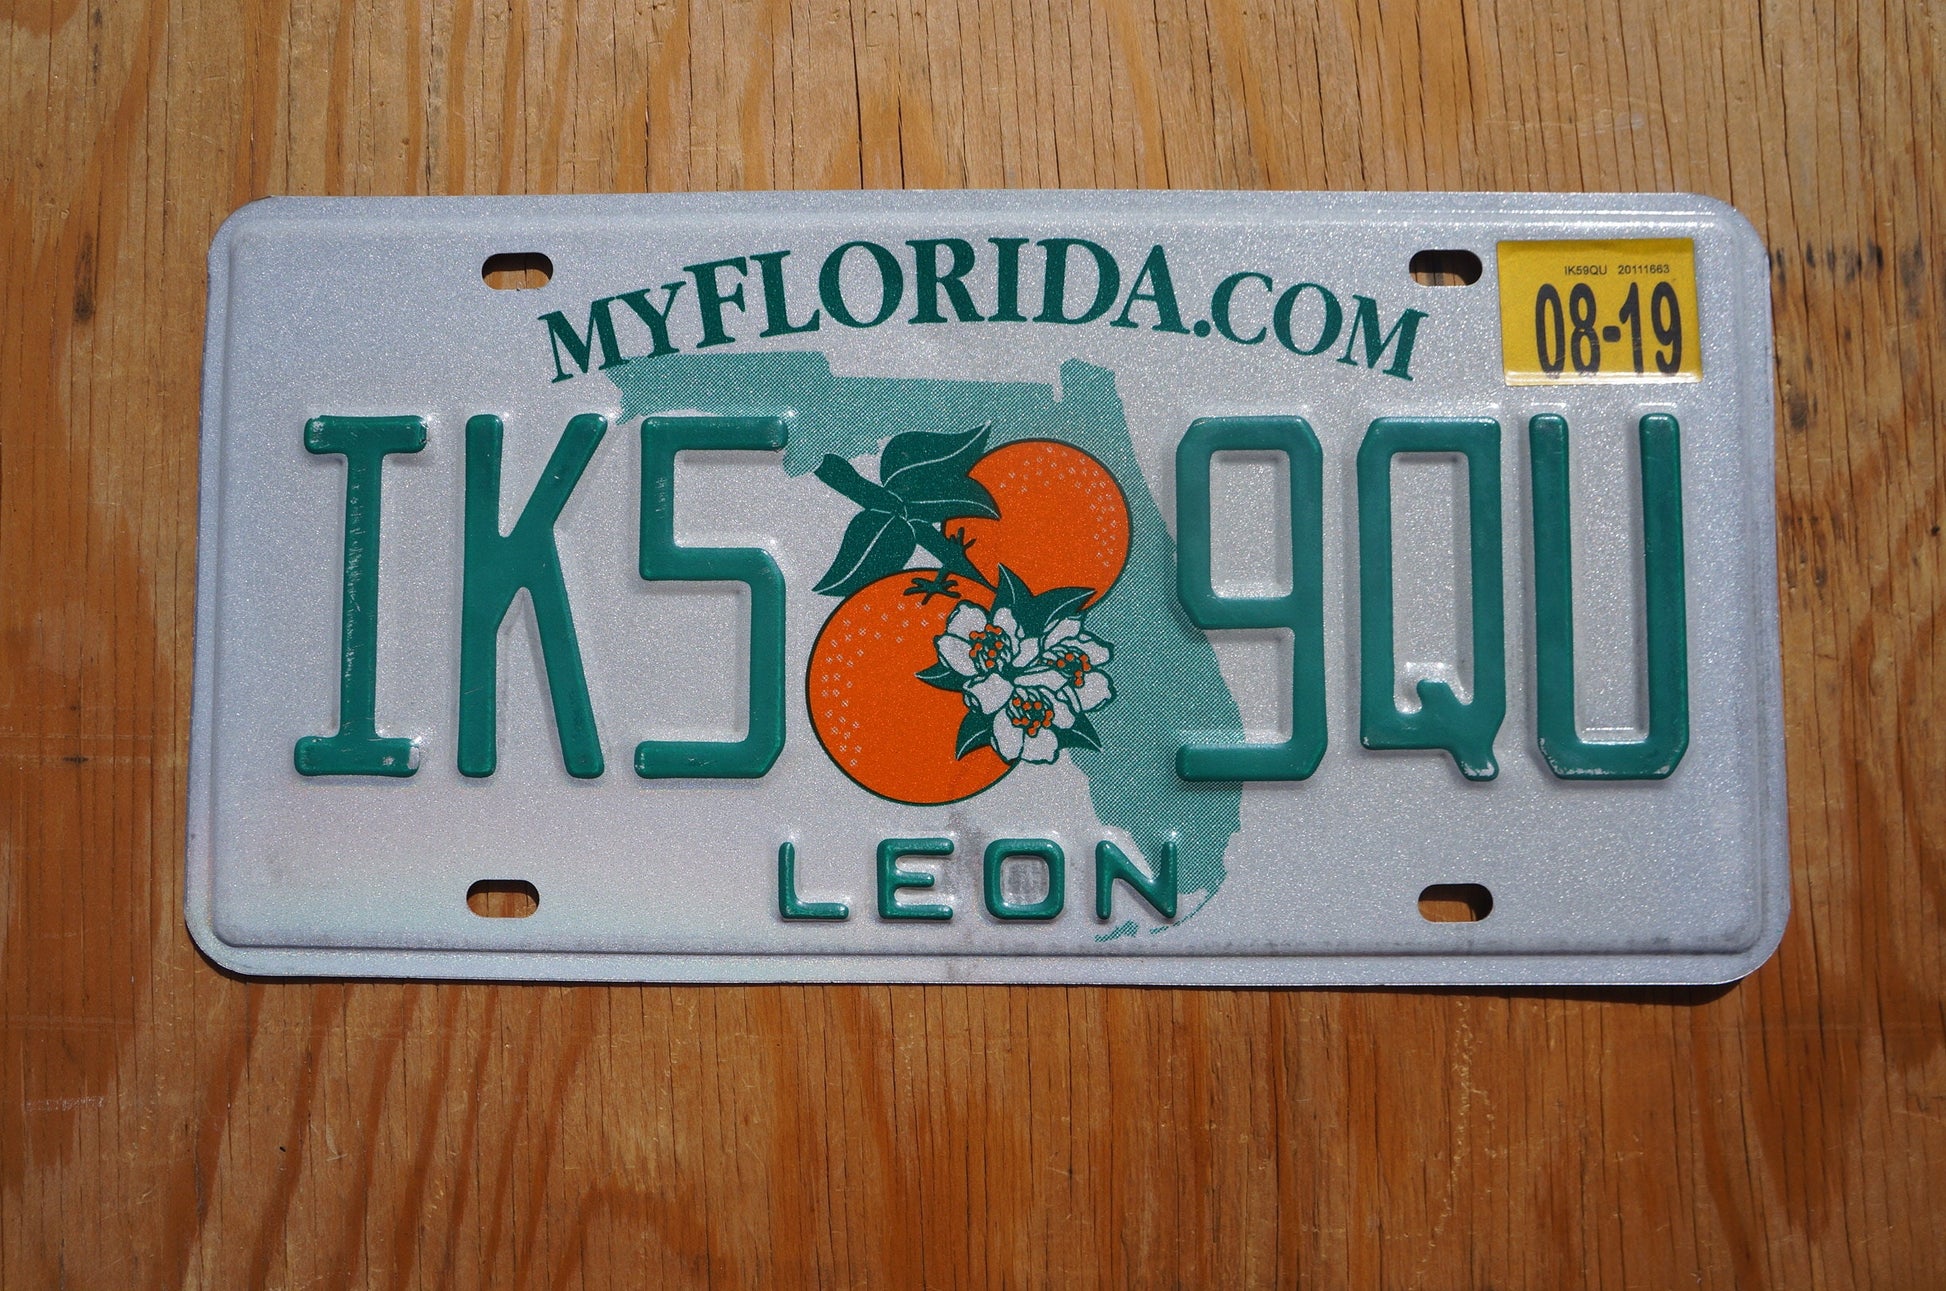 MYFLORIDA.COM
IK59QU 20111663
08-19
IK5 9QU
LEON